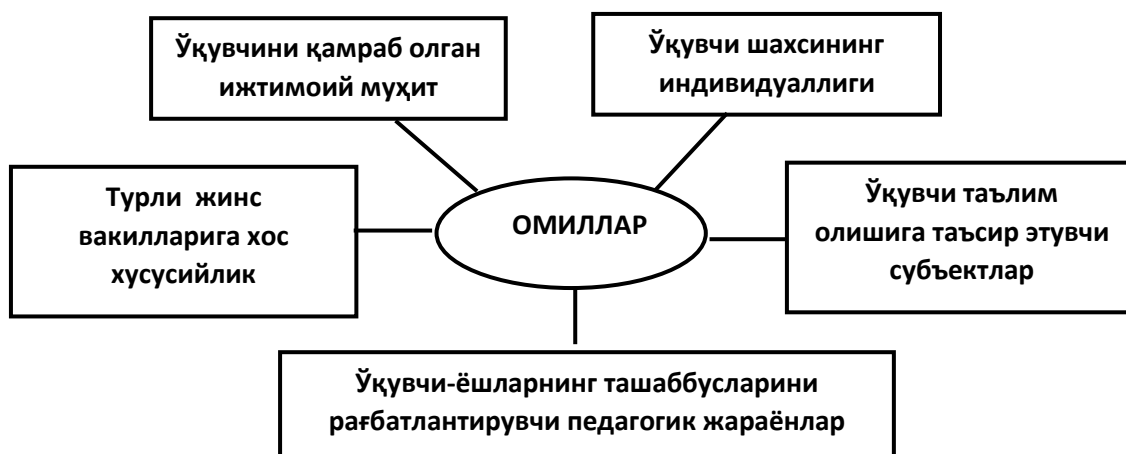 Ўқувчини қамраб олган
ижтимоий муҳит
Ўқувчи шахсининг
индивидуаллиги
Турли жинс
вакилларига хос
хусусийлик
ОМИЛЛАР
Ўқувчи таълим
олишига таъсир этувчи
субъектлар
Ўқувчи-ёшларнинг ташаббусларини
рағбатлантирувчи педагогик жараёнлар